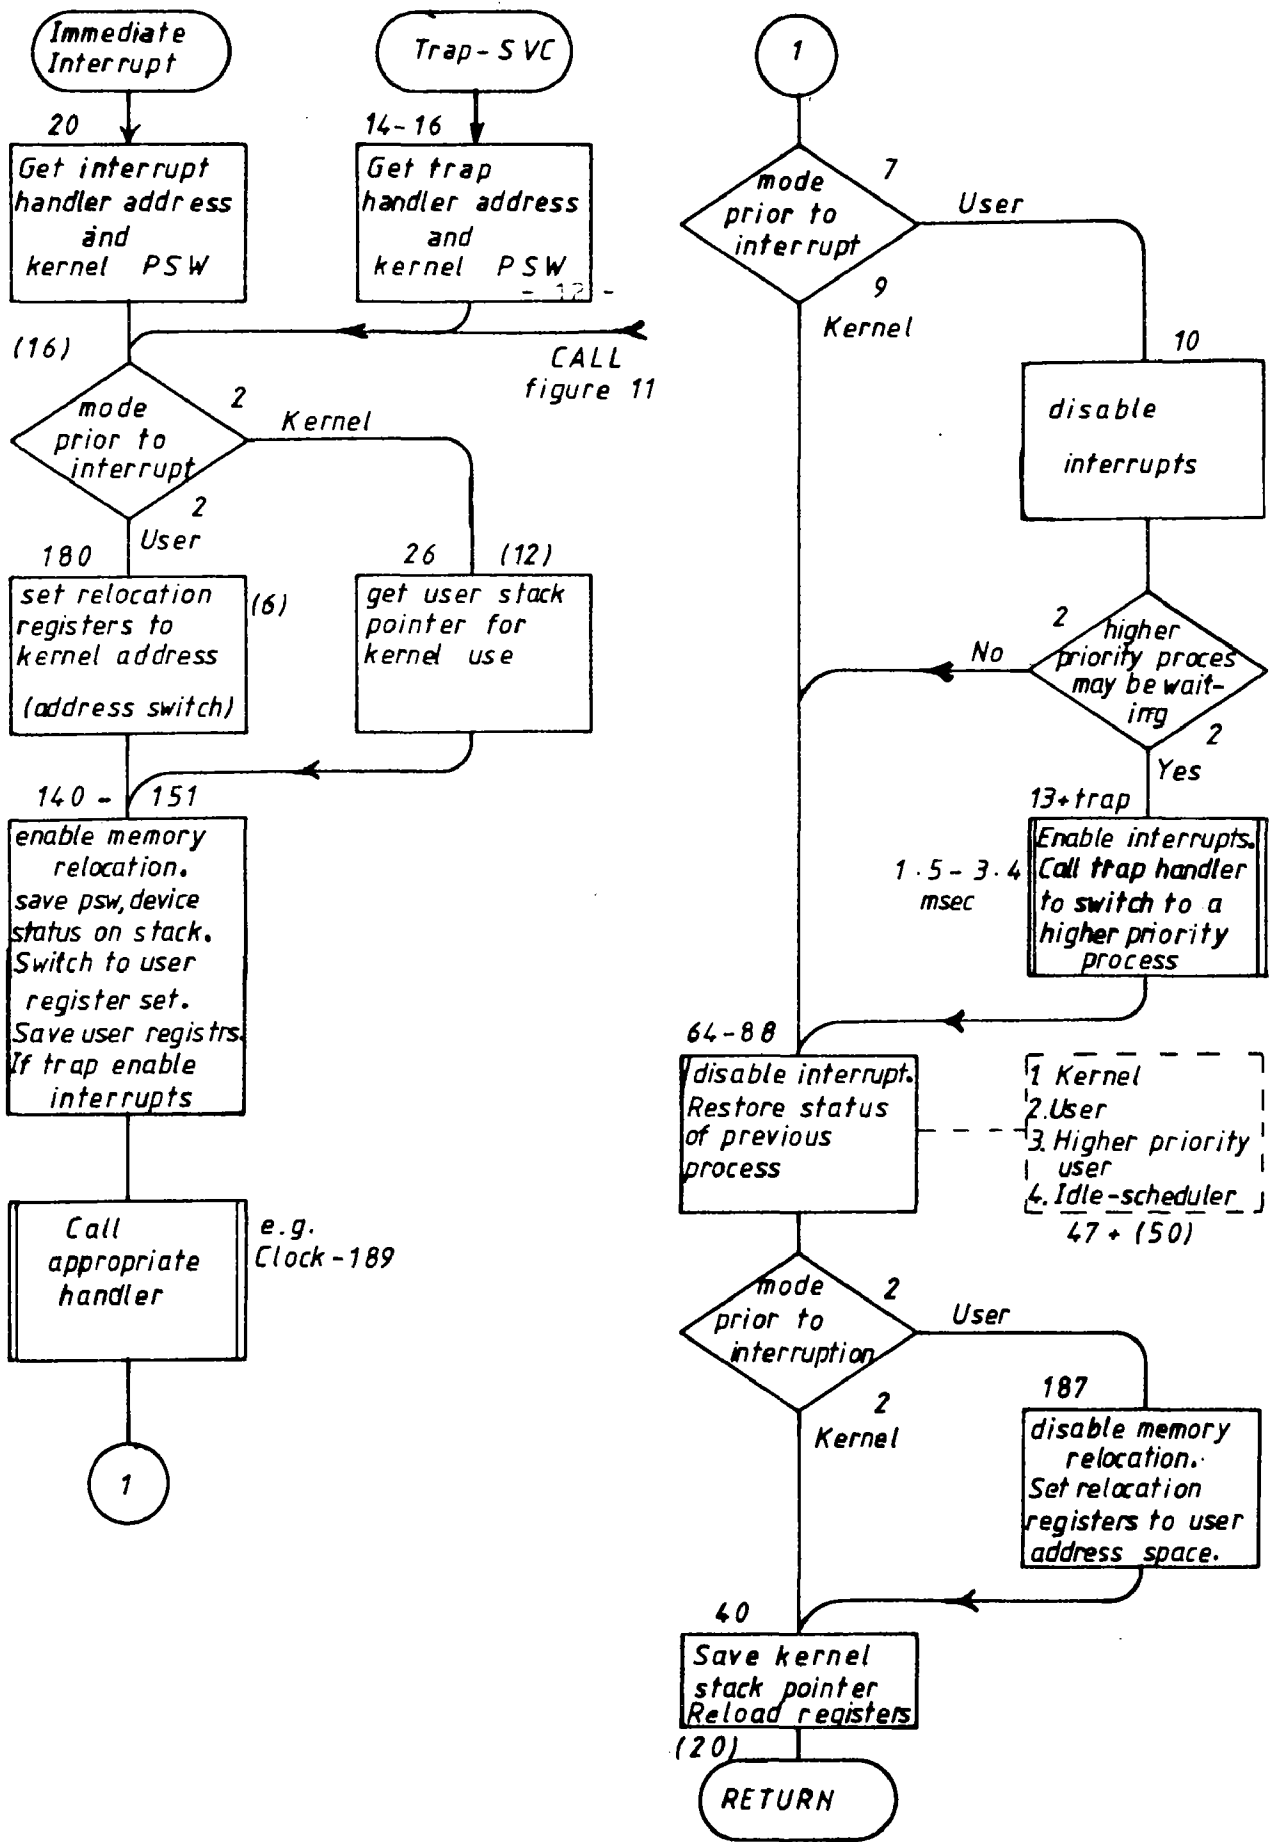 Immediate
Interrupt
20
Get interrupt
handler address
and
kernel PSW
Trap-SVC
14-16
Get trap
handler address
and
kernel PSW
- 12 -
CALL
figure 11
(16)
mode
prior to
interrupt
2
Kernel
2
User
180
set relocation
registers to
kernel address
(address switch)
(6)
26 (12)
get user stack
pointer for
kernel use
140 - 151
enable memory
relocation.
save psw, device
status on stack.
Switch to user
register set.
Save user registrs.
If trap enable
interrupts
Call
appropriate
handler
e.g.
Clock-189
1
1
mode
prior to
interrupt
7
User
9
Kernel
10
disable
interrupts
2
higher
priority proces
may be wait-
ing
No
2
Yes
13+trap
Enable interrupts.
Call trap handler
to switch to a
higher priority
process
1.5-3.4
msec
64-88
disable interrupt.
Restore status
of previous
process
1 Kernel
2. User
3. Higher priority
user
4. Idle-scheduler
47 + (50)
mode
prior to
interruption
2
User
2
Kernel
187
disable memory
relocation.
Set relocation
registers to user
address space.
40
Save kernel
stack pointer
Reload registers
(20)
RETURN